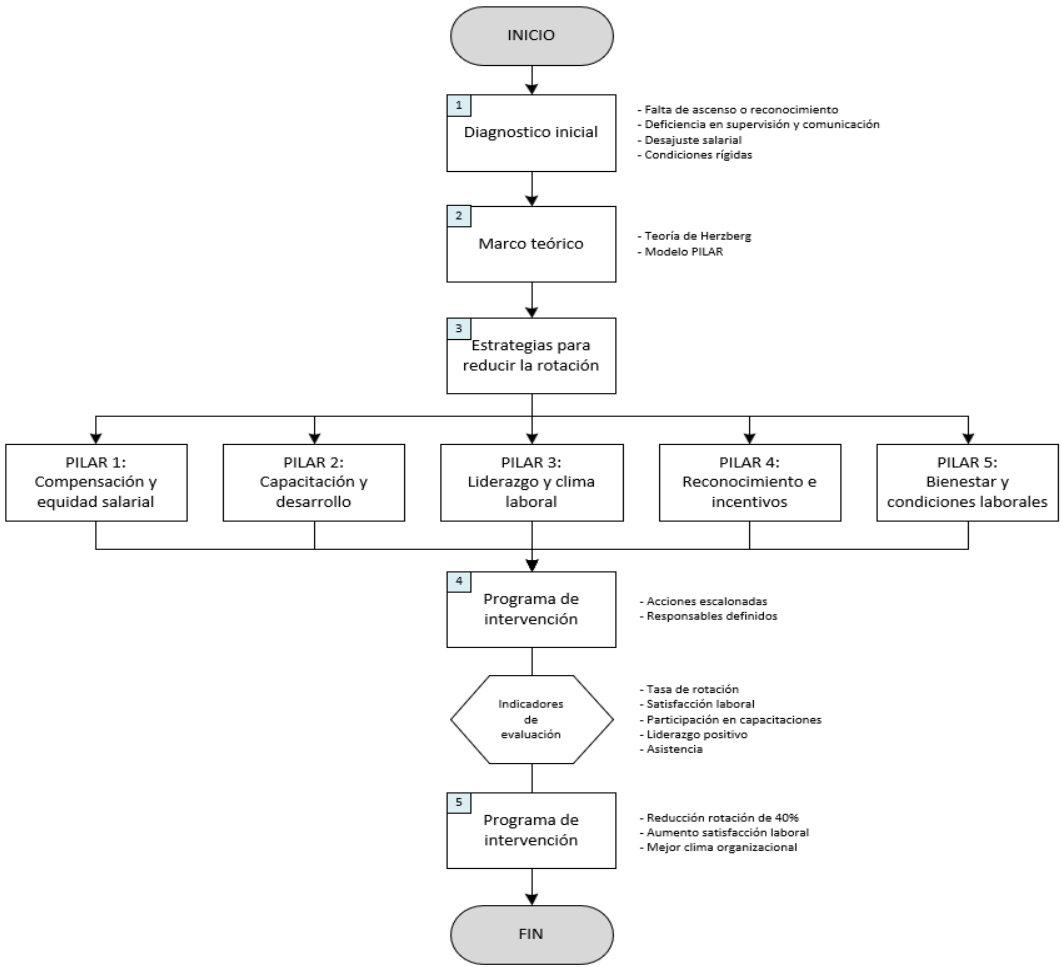 INICIO
1
Diagnostico inicial
- Falta de ascenso o reconocimiento
- Deficiencia en supervisión y comunicación
- Desajuste salarial
- Condiciones rígidas
2
Marco teórico
- Teoría de Herzberg
- Modelo PILAR
3
Estrategias para
reducir la rotación
PILAR 1:
Compensación y
equidad salarial
PILAR 2:
Capacitación y
desarrollo
PILAR 3:
Liderazgo y clima
laboral
PILAR 4:
Reconocimiento e
incentivos
PILAR 5:
Bienestar y
condiciones laborales
4
Programa de
intervención
- Acciones escalonadas
- Responsables definidos
Indicadores
de
evaluación
- Tasa de rotación
- Satisfacción laboral
- Participación en capacitaciones
- Liderazgo positivo
- Asistencia
5
Programa de
intervención
- Reducción rotación de 40%
- Aumento satisfacción laboral
- Mejor clima organizacional
FIN